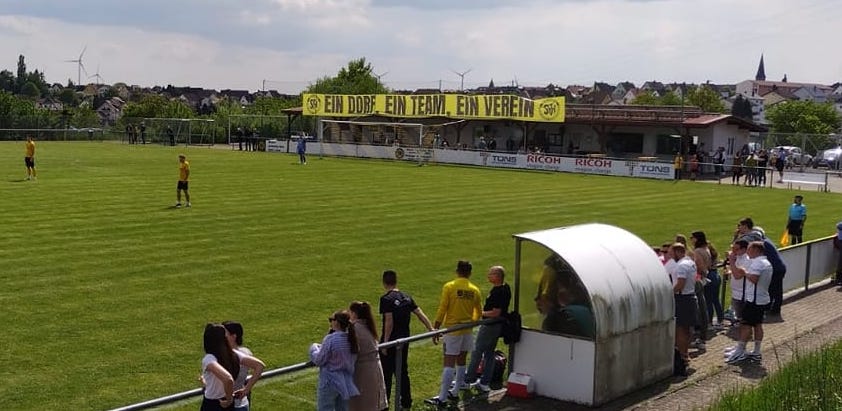 EIN DORF. EIN TEAM. EIN VEREIN
TONS
RICOH
RICOH
TONS